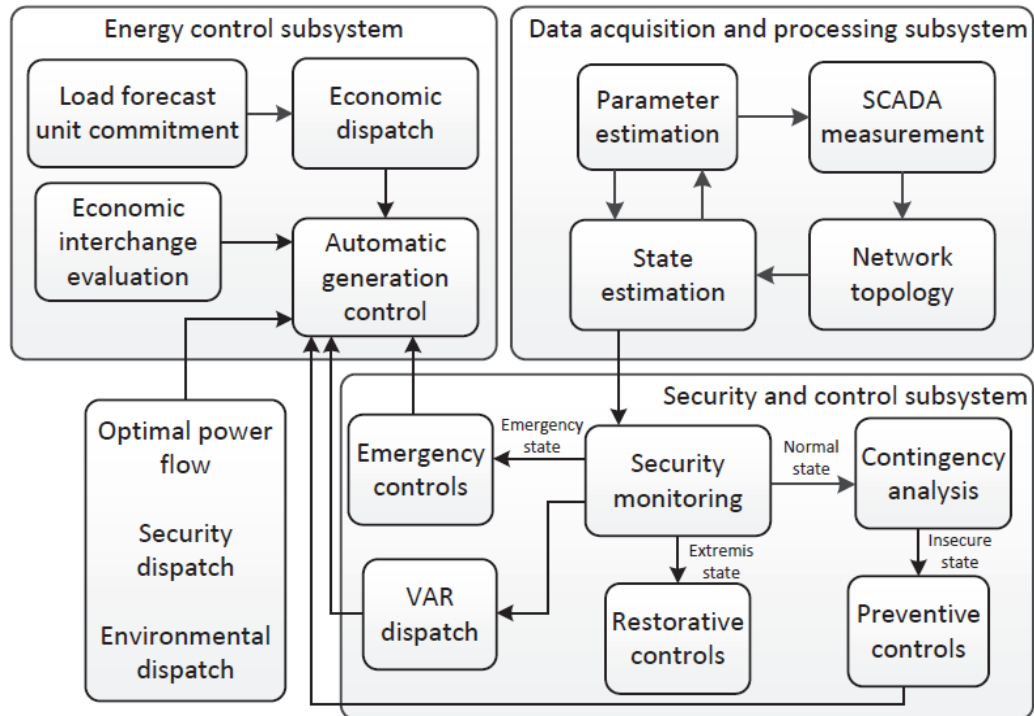 Energy control subsystem
Load forecast
unit commitment
Economic
dispatch
Economic
interchange
evaluation
Automatic
generation
control
Data acquisition and processing subsystem
Parameter
estimation
SCADA
measurement
State
estimation
Network
topology
Optimal power
flow
Security
dispatch
Environmental
dispatch
Security and control subsystem
Emergency
controls
Emergency
state
Security
monitoring
Normal
state
Contingency
analysis
VAR
dispatch
Extremis
state
Restorative
controls
Insecure
state
Preventive
controls